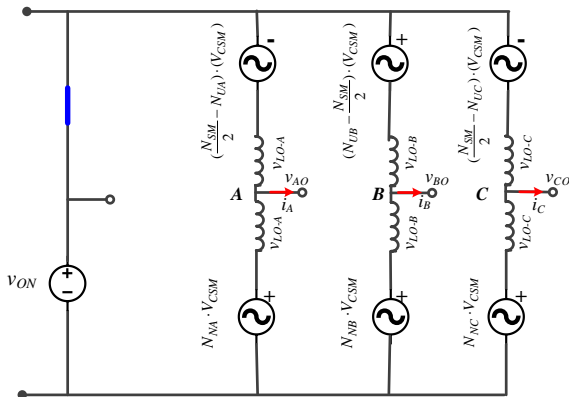 -
(N_SM/2 − N_UA)·(V_CSM)
+
(N_UB − N_SM/2)·(V_CSM)
-
(N_SM/2 − N_UC)·(V_CSM)
v_LO-A
v_LO-B
v_LO-C
A
v_AO
i_A
B
v_BO
i_B
C
v_CO
i_C
v_LO-A
v_LO-B
v_LO-C
v_ON
+
−
+
N_NA·V_CSM
+
N_NB·V_CSM
+
N_NC·V_CSM